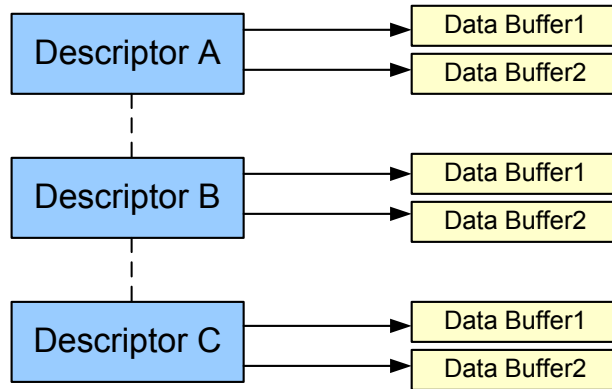 Descriptor A
Data Buffer1
Data Buffer2
Descriptor B
Data Buffer1
Data Buffer2
Descriptor C
Data Buffer1
Data Buffer2